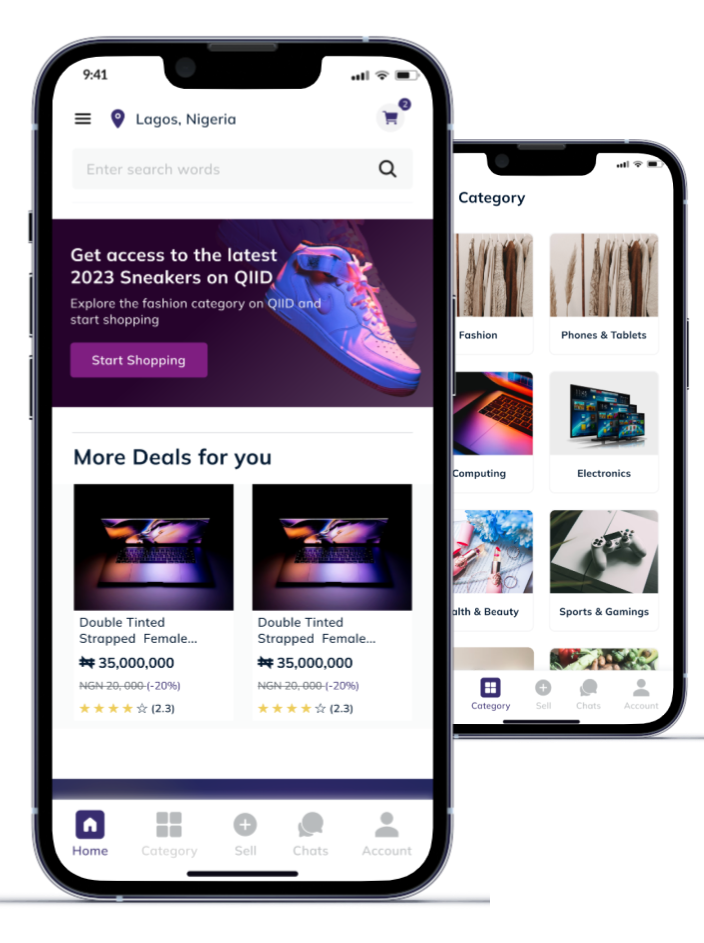 9:41
Lagos, Nigeria
2
Enter search words
Get access to the latest
2023 Sneakers on QIID
Explore the fashion category on QIID and
start shopping
Start Shopping
More Deals for you
Double Tinted
Strapped Female...
₦ 35,000,000
NGN 20, 000 (-20%)
★ ★ ★ ★ ☆ (2.3)
Double Tinted
Strapped Female...
₦ 35,000,000
NGN 20, 000 (-20%)
★ ★ ★ ★ ☆ (2.3)
Home Category Sell Chats Account
Category
Fashion
Phones & Tablets
Computing
Electronics
alth & Beauty
Sports & Gamings
Category Sell Chats Account